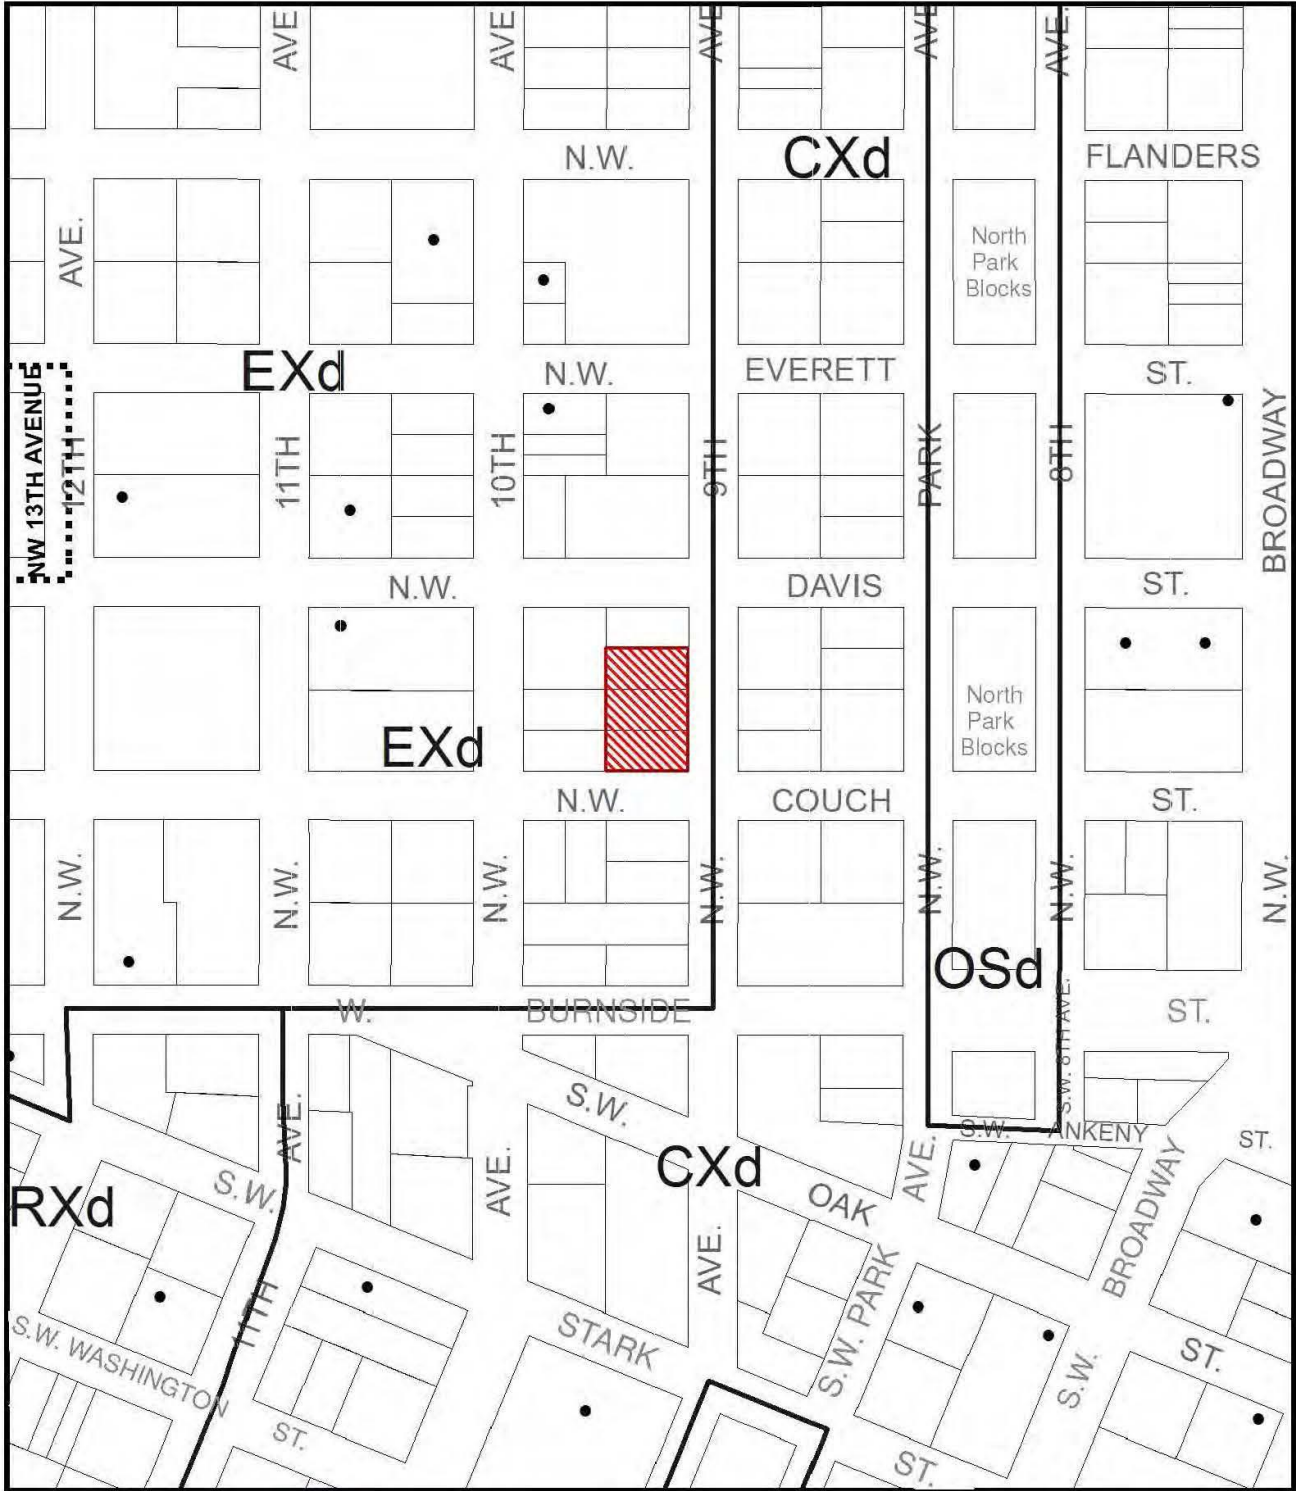 AVE.
AVE.
AVE.
AVE.
AVE.
N.W.
CXd
FLANDERS
AVE.
North
Park
Blocks
EXd
N.W.
EVERETT
ST.
NW 13TH AVENUE
12TH
11TH
10TH
9TH
PARK
8TH
BROADWAY
N.W.
DAVIS
ST.
North
Park
Blocks
EXd
N.W.
COUCH
ST.
N.W.
N.W.
N.W.
N.W.
N.W.
N.W.
N.W.
OSd
W.
BURNSIDE
ST.
S.W. 8TH AVE.
S.W.
AVE.
S.W.
ANKENY
ST.
CXd
AVE.
AVE.
RXd
S.W.
OAK
BROADWAY
AVE.
S.W. PARK
11TH
S.W. WASHINGTON
ST.
STARK
S.W.
ST.
ST.